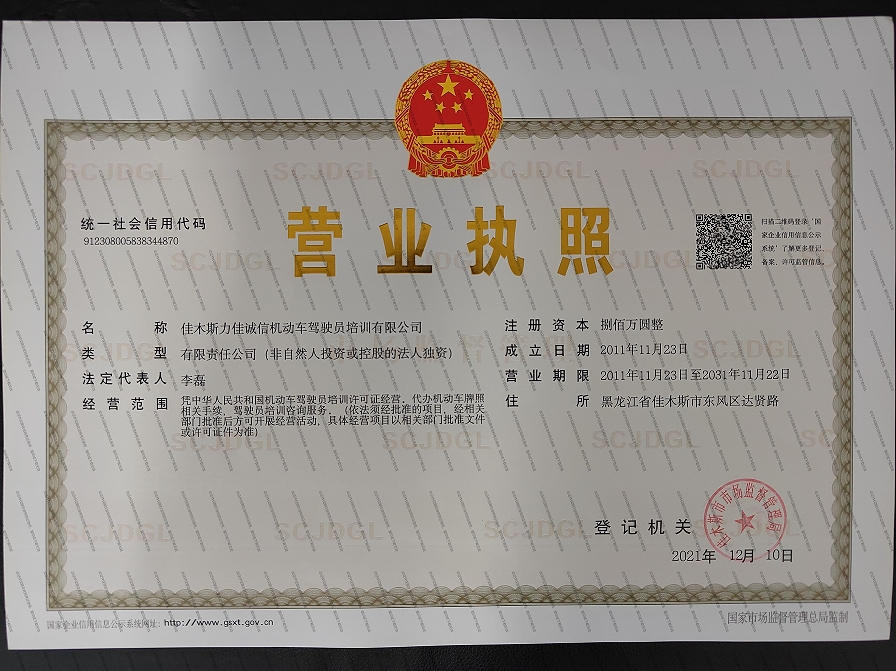 SCJDGL SCJDGL SCJDGL
营业执照
统一社会信用代码
912308005838344870
扫描二维码登录‘国
家企业信用信息公示
系统’了解更多登记、
备案、许可监管信息。
名称 佳木斯力佳诚信机动车驾驶员培训有限公司
类型 有限责任公司（非自然人投资或控股的法人独资）
法定代表人 李磊
经营范围 凭中华人民共和国机动车驾驶员培训许可证经营，代办机动车牌照
相关手续，驾驶员培训咨询服务。（依法须经批准的项目，经相关
部门批准后方可开展经营活动，具体经营项目以相关部门批准文件
或许可证件为准）
注册资本 捌佰万圆整
成立日期 2011年11月23日
营业期限 2011年11月23日至2031年11月22日
住所 黑龙江省佳木斯市东风区达贤路
登记机关
佳木斯市市场监督管理局
2021年 12月 10日
国家企业信用信息公示系统网址：http://www.gsxt.gov.cn
国家市场监督管理总局监制